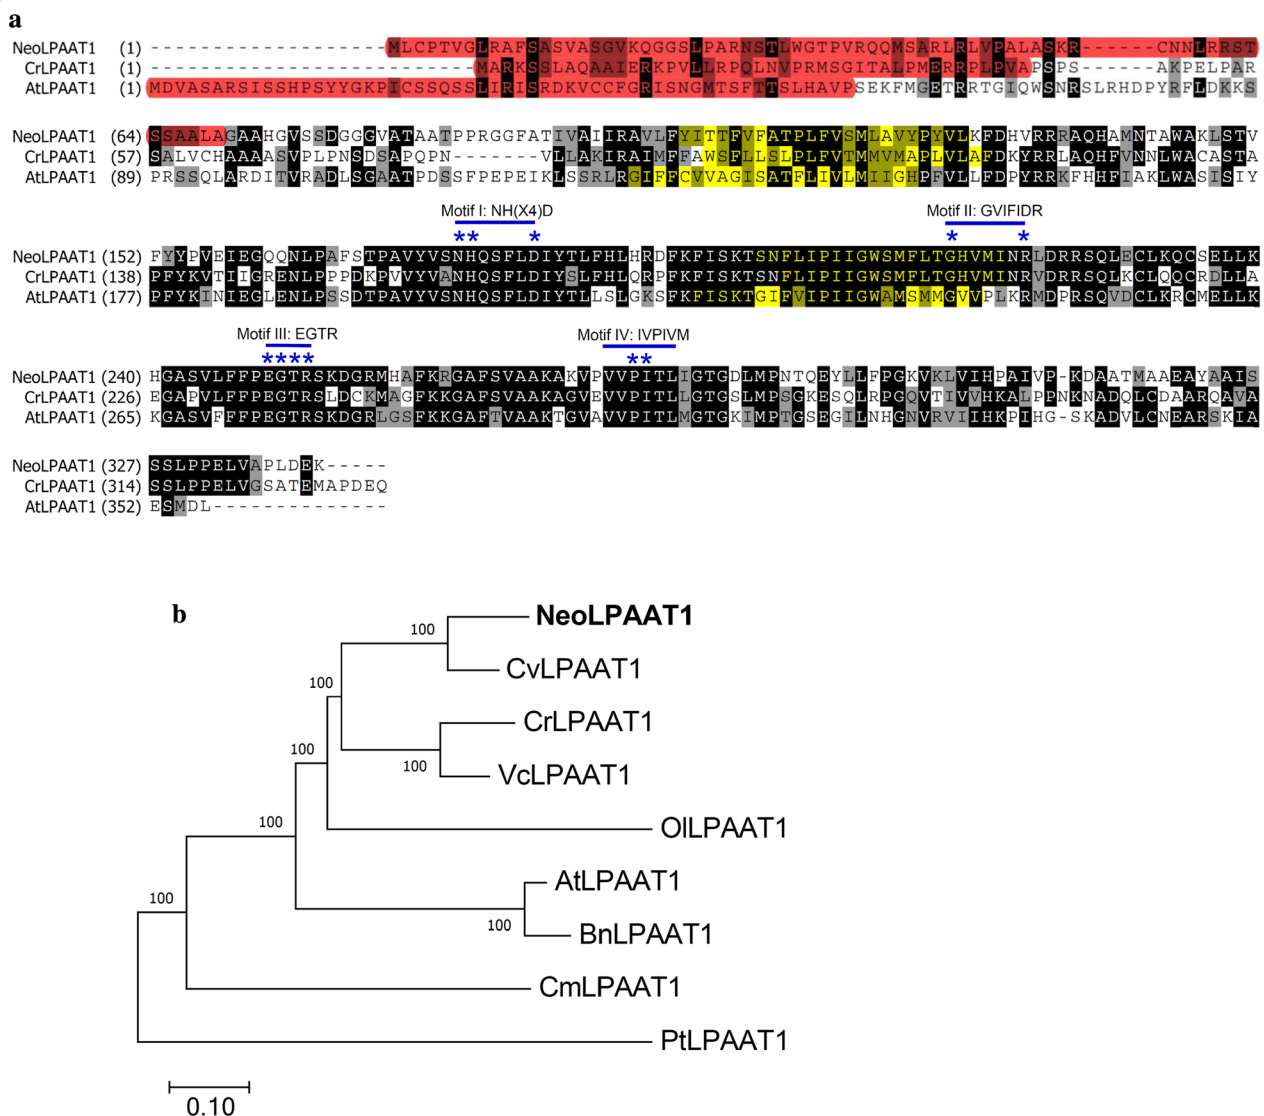 a
NeoLPAAT1 (1) -------------------MLCPTVGLRAFSASVASGVKQGGSLPARNSTLWGTPVRQQMSARLRLVPALASKR------CNNLRRST
CrLPAAT1 (1) --------------------------MARKSSLAQAAIERKPVLLRPQLNVPRMSGITALPMERRPLPVAPSPS------AKPELPAR
AtLPAAT1 (1) MDVASARSISSHPSYYGKPICSSQSSLIRISRDKVCCFGRISNGMTSFTTSLHAVPSEKFMGETRRTGIQWSNRSLRHDPYRFLDKKS
NeoLPAAT1 (64) SSAALAGAAHGVSSDGGGVATAATPPRGGFATIVAIIRAVLFYITTFVFATPLFVSMLAVYPYVLKFDHVRRRAQHAMNTAWAKLSTV
CrLPAAT1 (57) SALVCHAAAASVPLPNSDSAPQPN-------VLLAKIRAIMFFAWSFLLSLPLFVTMMVMAPLVLAFDKYRRLAQHFVNNLWACASTA
AtLPAAT1 (89) PRSSQLARDITVRADLSGAATPDSSFPEPEIKLSSRLRGIFFCVVAGISATFLIVLMIIGHPFVLLFDPYRRKFHHFIAKLWASISIY
Motif I: NH(X4)D Motif II: GVIFIDR
** * * *
NeoLPAAT1 (152) FYYPVEIEGQQNLPAFSTPAVYVSNHQSFLDIYTLFHLHRDFKFISKTSNFLIPIIGWSMFLTGHVMINRLDRRSQLECLKQCSELLK
CrLPAAT1 (138) PFYKVTIIGRENLPPPDKPVVYVANHQSFLDIYSLFHLQRPFKFISKTSNFLIPIIGWSMFLTGHVMINRVDRRSQLKCLQQCRDLLA
AtLPAAT1 (177) PFYKINIEGLENLPSSDTPAVYVSNHQSFLDIYTLLSLGKSFKFISKTGIFVIPIIGWAMSMMGVVPLKRMDPRSQVDCLKRCMELLK
Motif III: EGTR Motif IV: IVPIVM
**** **
NeoLPAAT1 (240) HGASVLFFPEGTRSKDGRMHAFKRGAFSVAAKAKVPVVPITLIGTGDLMPNTQEYLLFPGKVKLVIHPAIVP-KDAATMAAEAYAAIS
CrLPAAT1 (226) EGAPVLFFPEGTRSLDCKMAGFKKGAFSVAAKAGVEVVPITLLGTGSLMPSGKESQLRPGQVTIVVHKALPPNKNADQLCDAARQAVA
AtLPAAT1 (265) KGASVFFFPEGTRSKDGRLGSFKKGAFTVAAKTGVAVVPITLMGTGKIMPTGSEGILNHGNVRVIIHKPIHG-SKADVLCNEARSKIA
NeoLPAAT1 (327) SSLPPELVAPLDEK-----
CrLPAAT1 (314) SSLPPELVGSATEMAPDEQ
AtLPAAT1 (352) ESMDL--------------
b
NeoLPAAT1
100
CvLPAAT1
100
CrLPAAT1
100
VcLPAAT1
100
OlLPAAT1
100
AtLPAAT1
100
BnLPAAT1
100
CmLPAAT1
PtLPAAT1
0.10